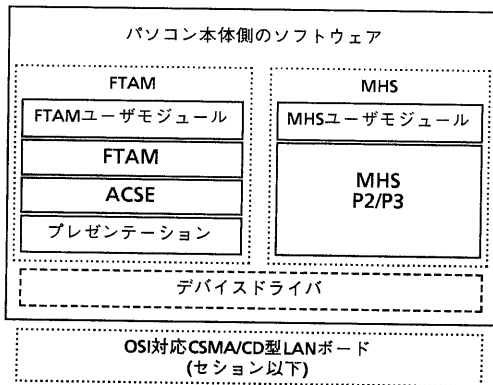 パソコン本体側のソフトウェア
FTAM
FTAMユーザモジュール
FTAM
ACSE
プレゼンテーション
MHS
MHSユーザモジュール
MHS
P2/P3
デバイスドライバ
OSI対応CSMA/CD型LANボード
(セション以下)